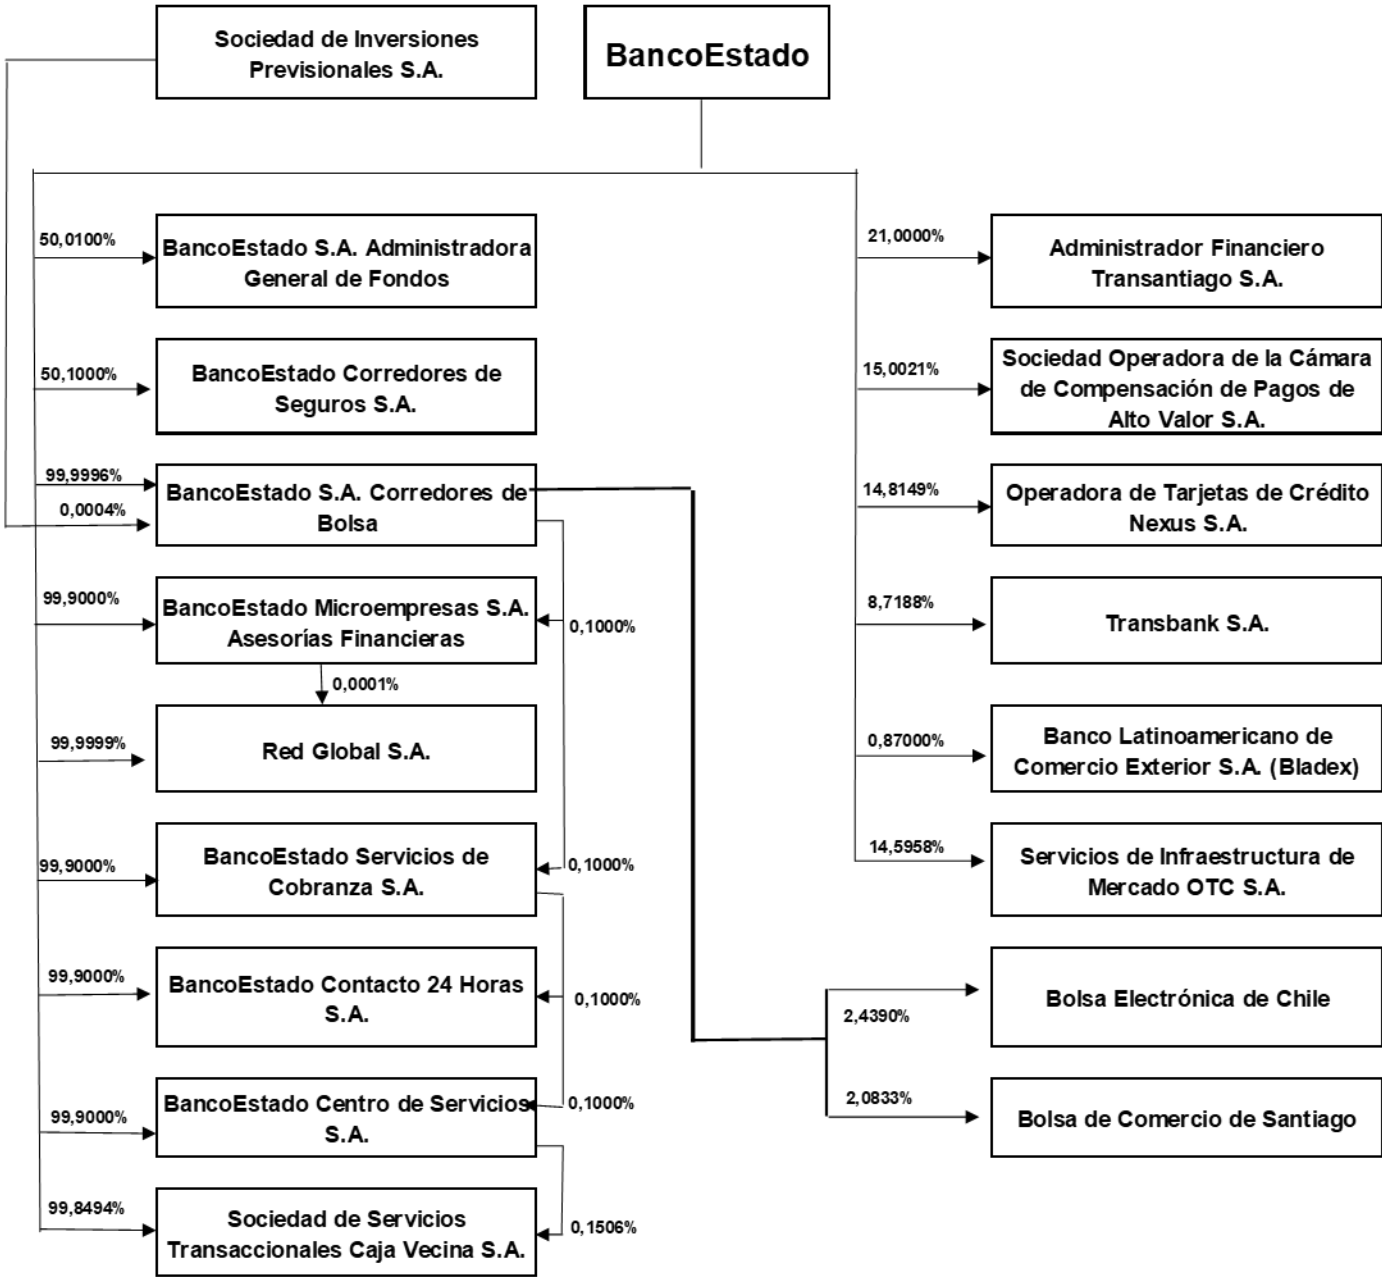 Sociedad de Inversiones
Previsionales S.A.
BancoEstado
50,0100%
BancoEstado S.A. Administradora
General de Fondos
21,0000%
Administrador Financiero
Transantiago S.A.
50,1000%
BancoEstado Corredores de
Seguros S.A.
15,0021%
Sociedad Operadora de la Cámara
de Compensación de Pagos de
Alto Valor S.A.
99,9996%
0,0004%
BancoEstado S.A. Corredores de
Bolsa
14,8149%
Operadora de Tarjetas de Crédito
Nexus S.A.
99,9000%
BancoEstado Microempresas S.A.
Asesorías Financieras
0,1000%
8,7188%
Transbank S.A.
0,0001%
99,9999%
Red Global S.A.
0,87000%
Banco Latinoamericano de
Comercio Exterior S.A. (Bladex)
99,9000%
BancoEstado Servicios de
Cobranza S.A.
0,1000%
14,5958%
Servicios de Infraestructura de
Mercado OTC S.A.
99,9000%
BancoEstado Contacto 24 Horas
S.A.
0,1000%
2,4390%
Bolsa Electrónica de Chile
99,9000%
BancoEstado Centro de Servicios
S.A.
0,1000%
2,0833%
Bolsa de Comercio de Santiago
99,8494%
Sociedad de Servicios
Transaccionales Caja Vecina S.A.
0,1506%